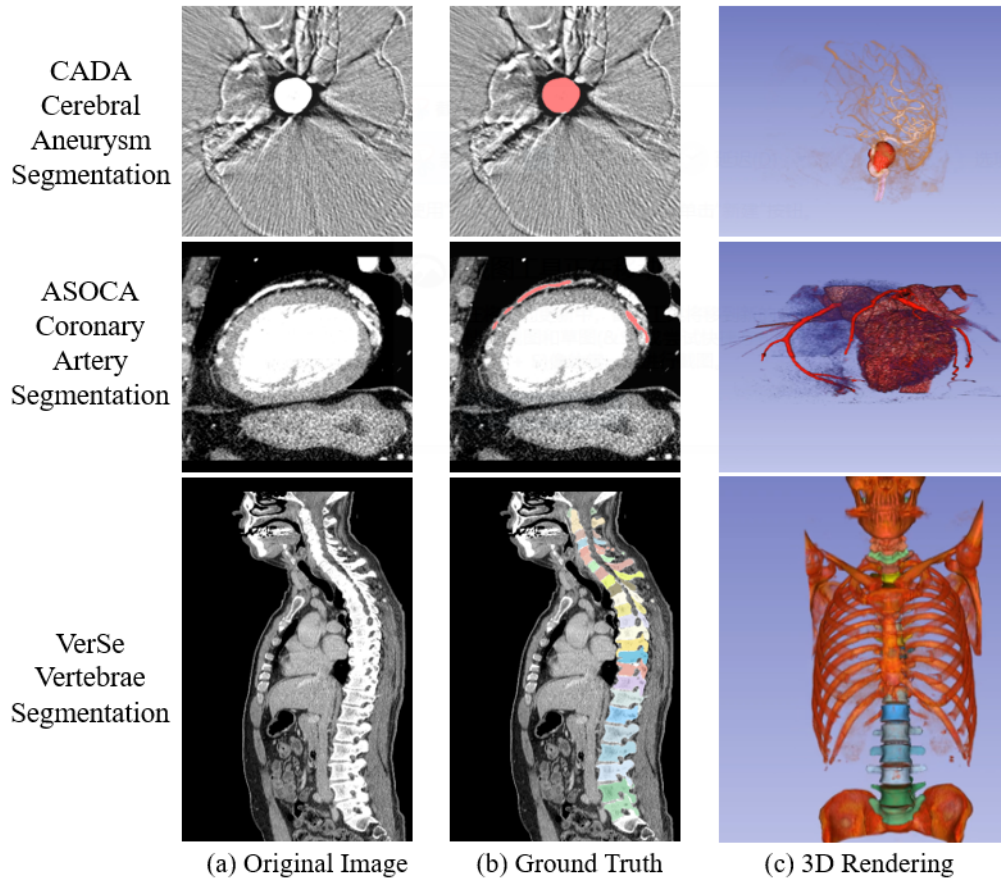 CADA
Cerebral
Aneurysm
Segmentation
ASOCA
Coronary
Artery
Segmentation
VerSe
Vertebrae
Segmentation
(a) Original Image
(b) Ground Truth
(c) 3D Rendering